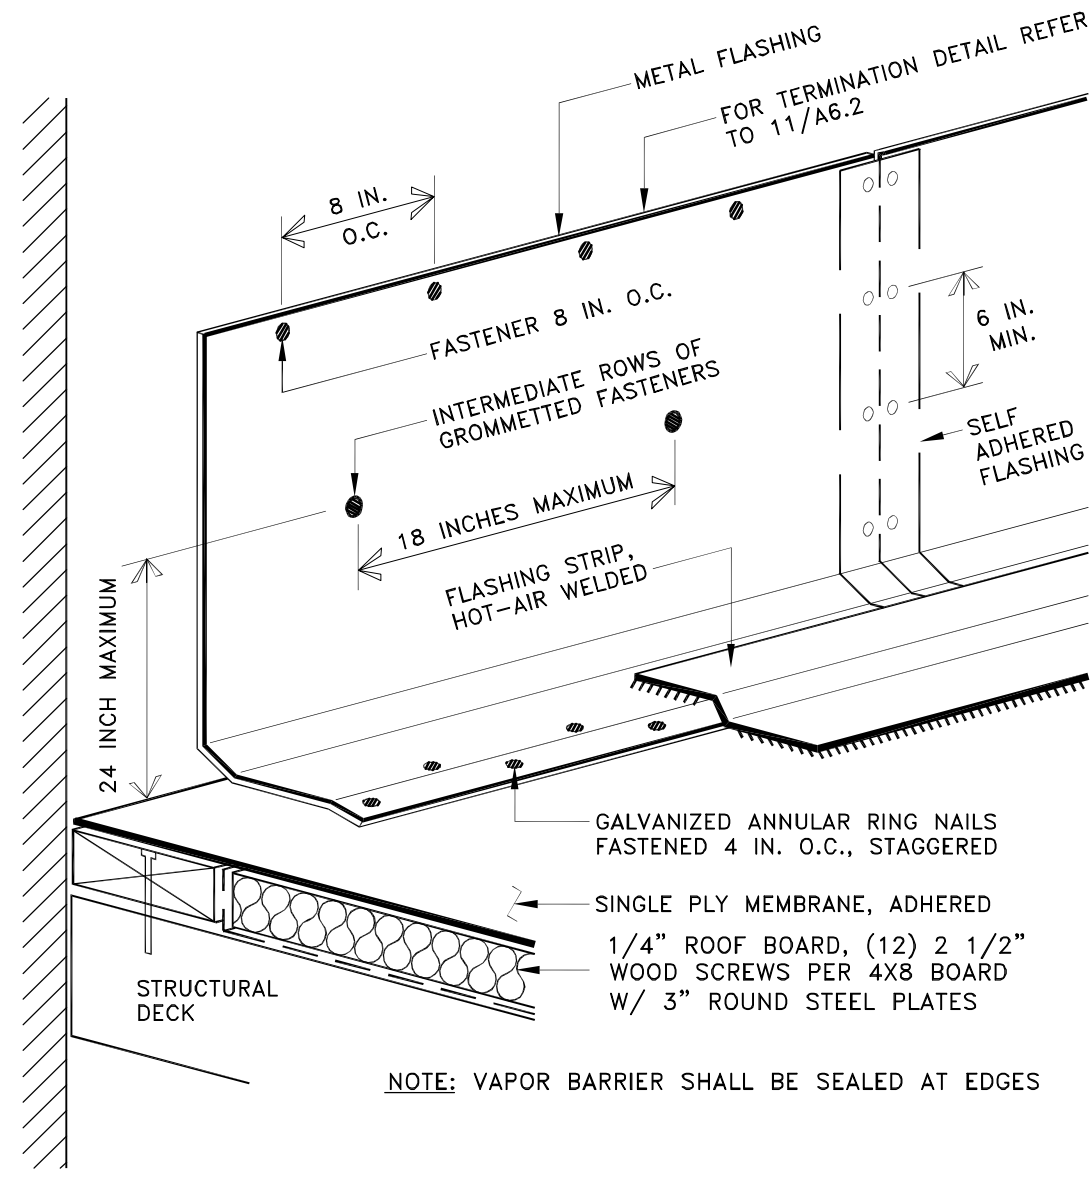 METAL FLASHING
FOR TERMINATION DETAIL REFER
TO 11/A6.2
8 IN.
O.C.
FASTENER 8 IN. O.C.
6 IN.
MIN.
INTERMEDIATE ROWS OF
GROMMETTED FASTENERS
SELF
ADHERED
FLASHING
18 INCHES MAXIMUM
FLASHING STRIP,
HOT-AIR WELDED
24 INCH MAXIMUM
GALVANIZED ANNULAR RING NAILS
FASTENED 4 IN. O.C., STAGGERED
SINGLE PLY MEMBRANE, ADHERED
1/4" ROOF BOARD, (12) 2 1/2"
WOOD SCREWS PER 4X8 BOARD
W/ 3" ROUND STEEL PLATES
STRUCTURAL
DECK
NOTE: VAPOR BARRIER SHALL BE SEALED AT EDGES